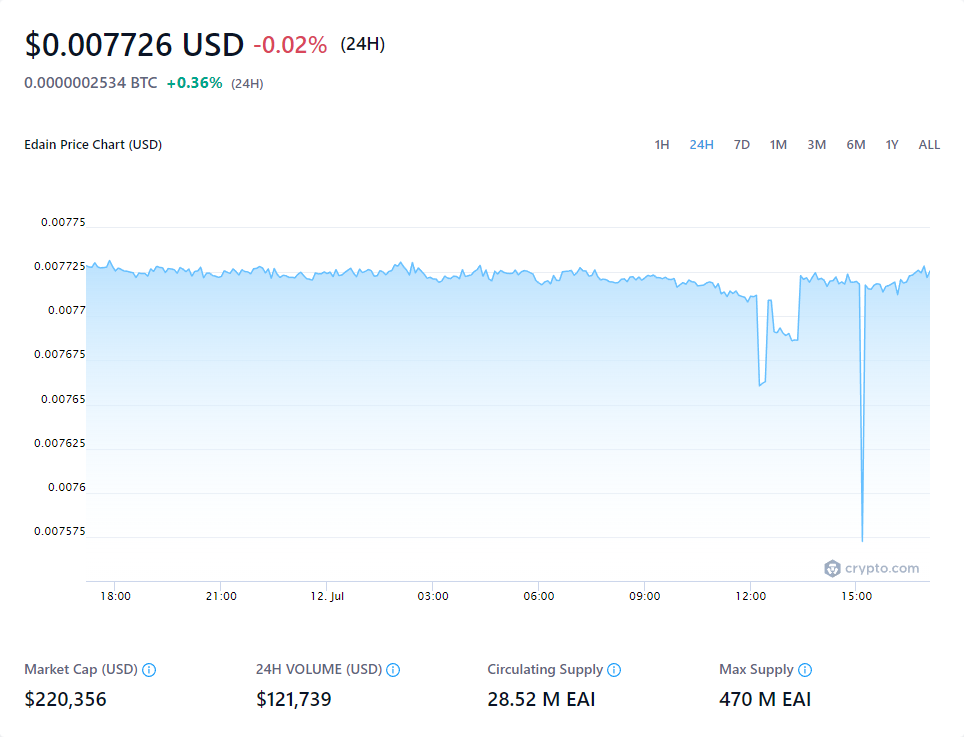 $0.007726 USD -0.02% (24H)
0.0000002534 BTC +0.36% (24H)
Edain Price Chart (USD) 1H 24H 7D 1M 3M 6M 1Y ALL
0.00775
0.007725
0.0077
0.007675
0.00765
0.007625
0.0076
0.007575
crypto.com
18:00 21:00 12. Jul 03:00 06:00 09:00 12:00 15:00
Market Cap (USD) 24H VOLUME (USD) Circulating Supply Max Supply
$220,356 $121,739 28.52 M EAI 470 M EAI